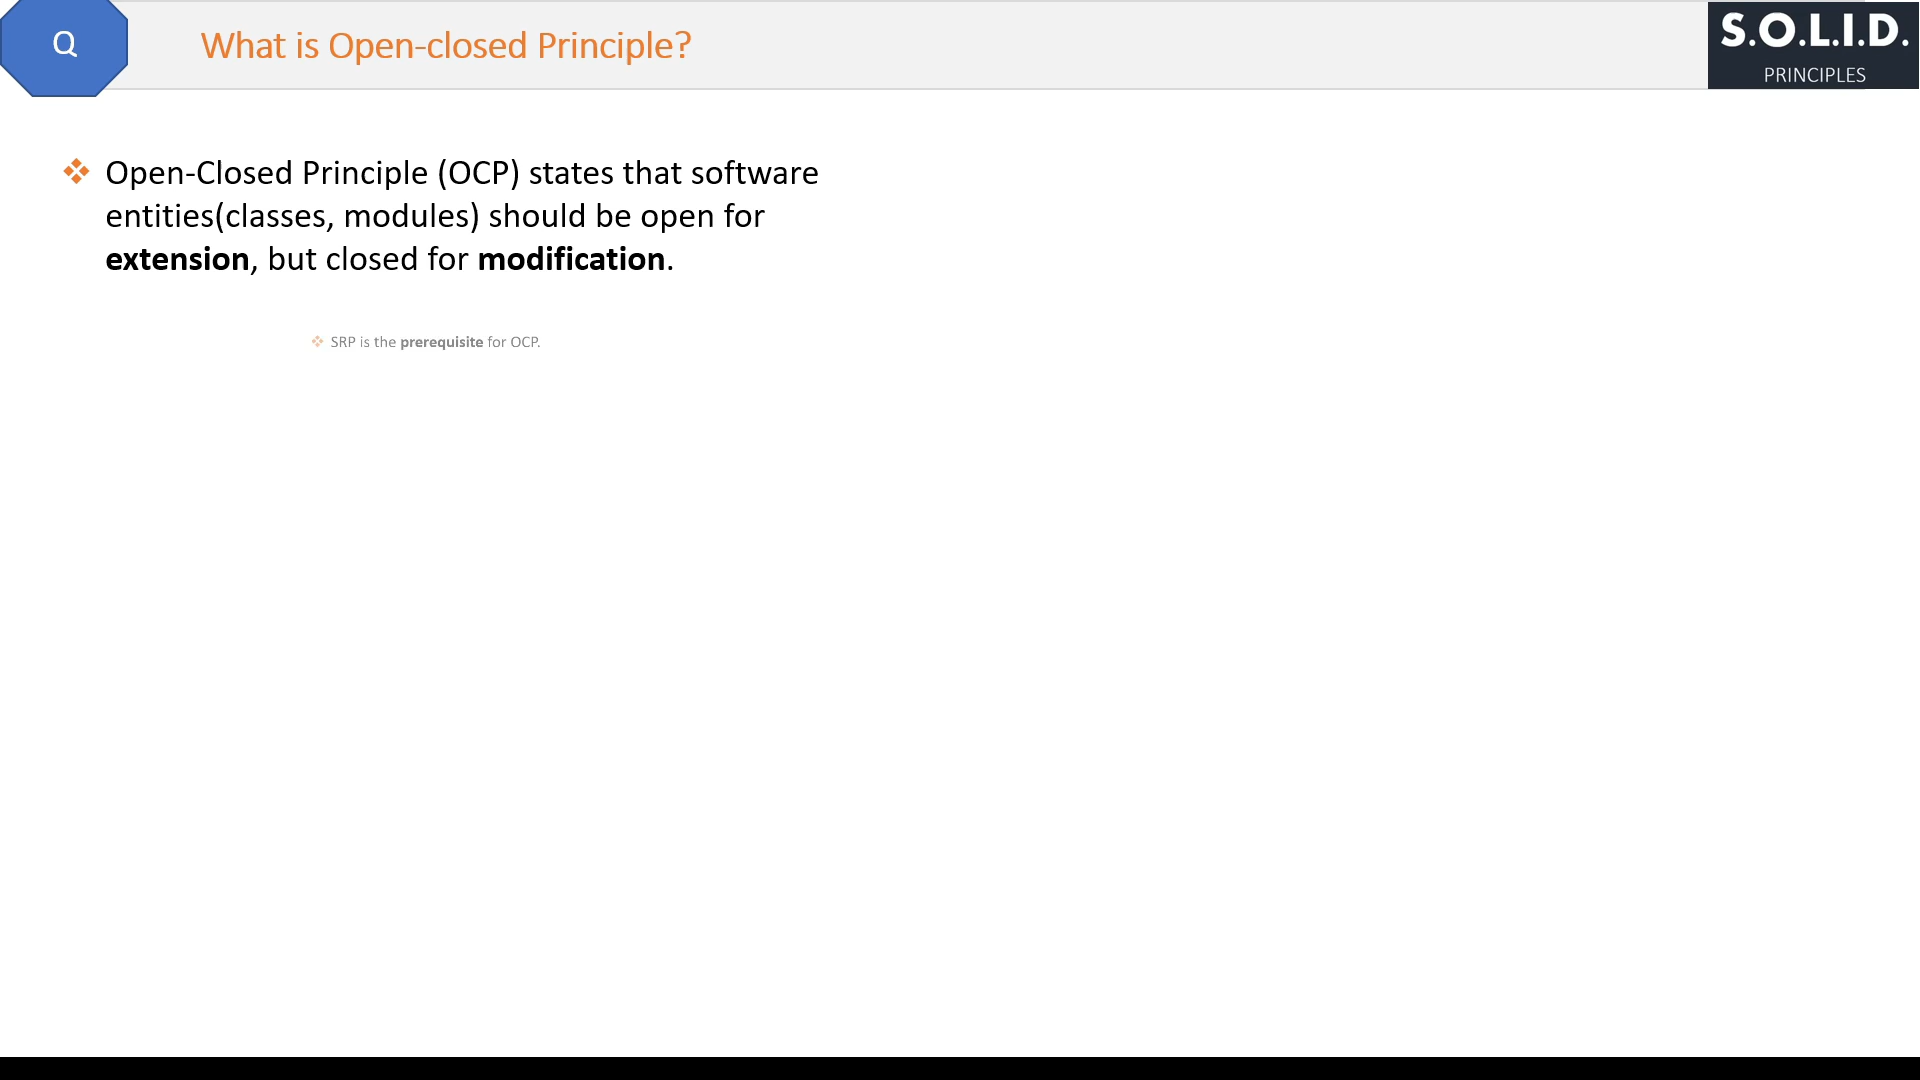 Q
What is Open-closed Principle?
S.O.L.I.D.
PRINCIPLES
❖ Open-Closed Principle (OCP) states that software
entities(classes, modules) should be open for
extension, but closed for modification.
❖ SRP is the prerequisite for OCP.